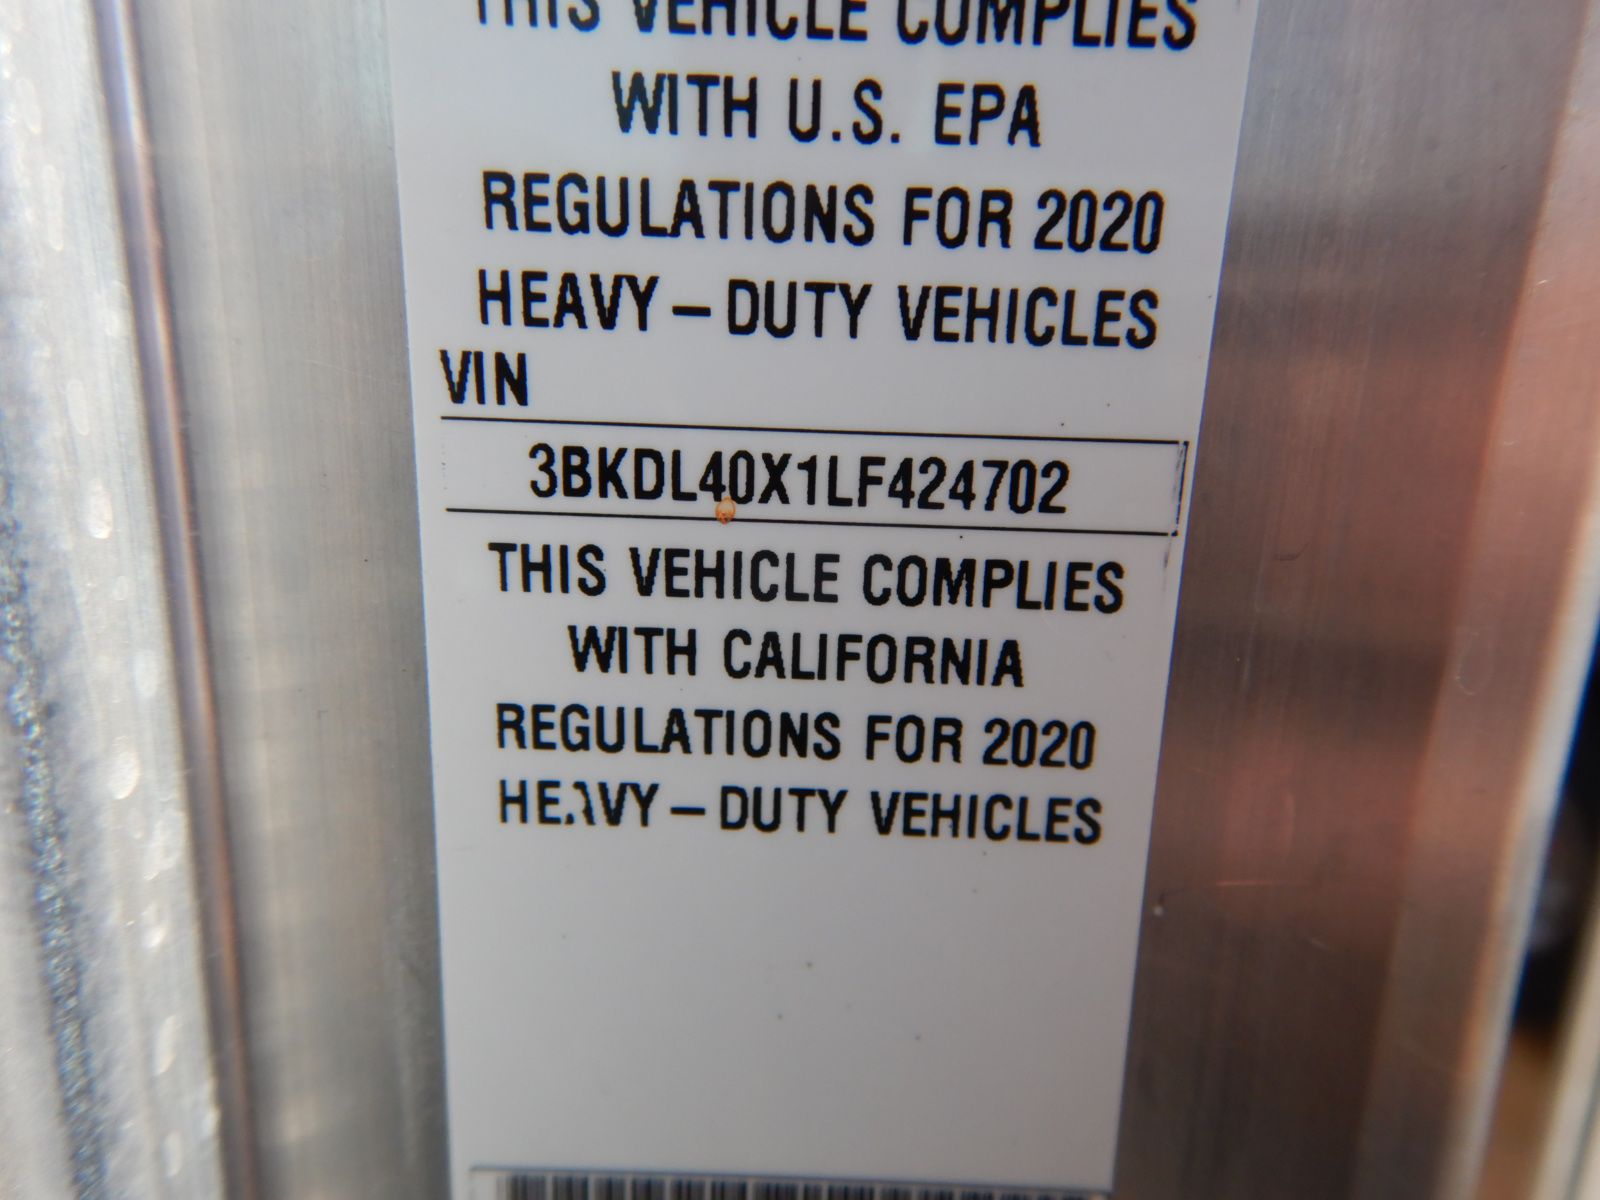 THIS VEHICLE COMPLIES
WITH U.S. EPA
REGULATIONS FOR 2020
HEAVY-DUTY VEHICLES
VIN
3BKDL40X1LF424702
THIS VEHICLE COMPLIES
WITH CALIFORNIA
REGULATIONS FOR 2020
HEAVY-DUTY VEHICLES